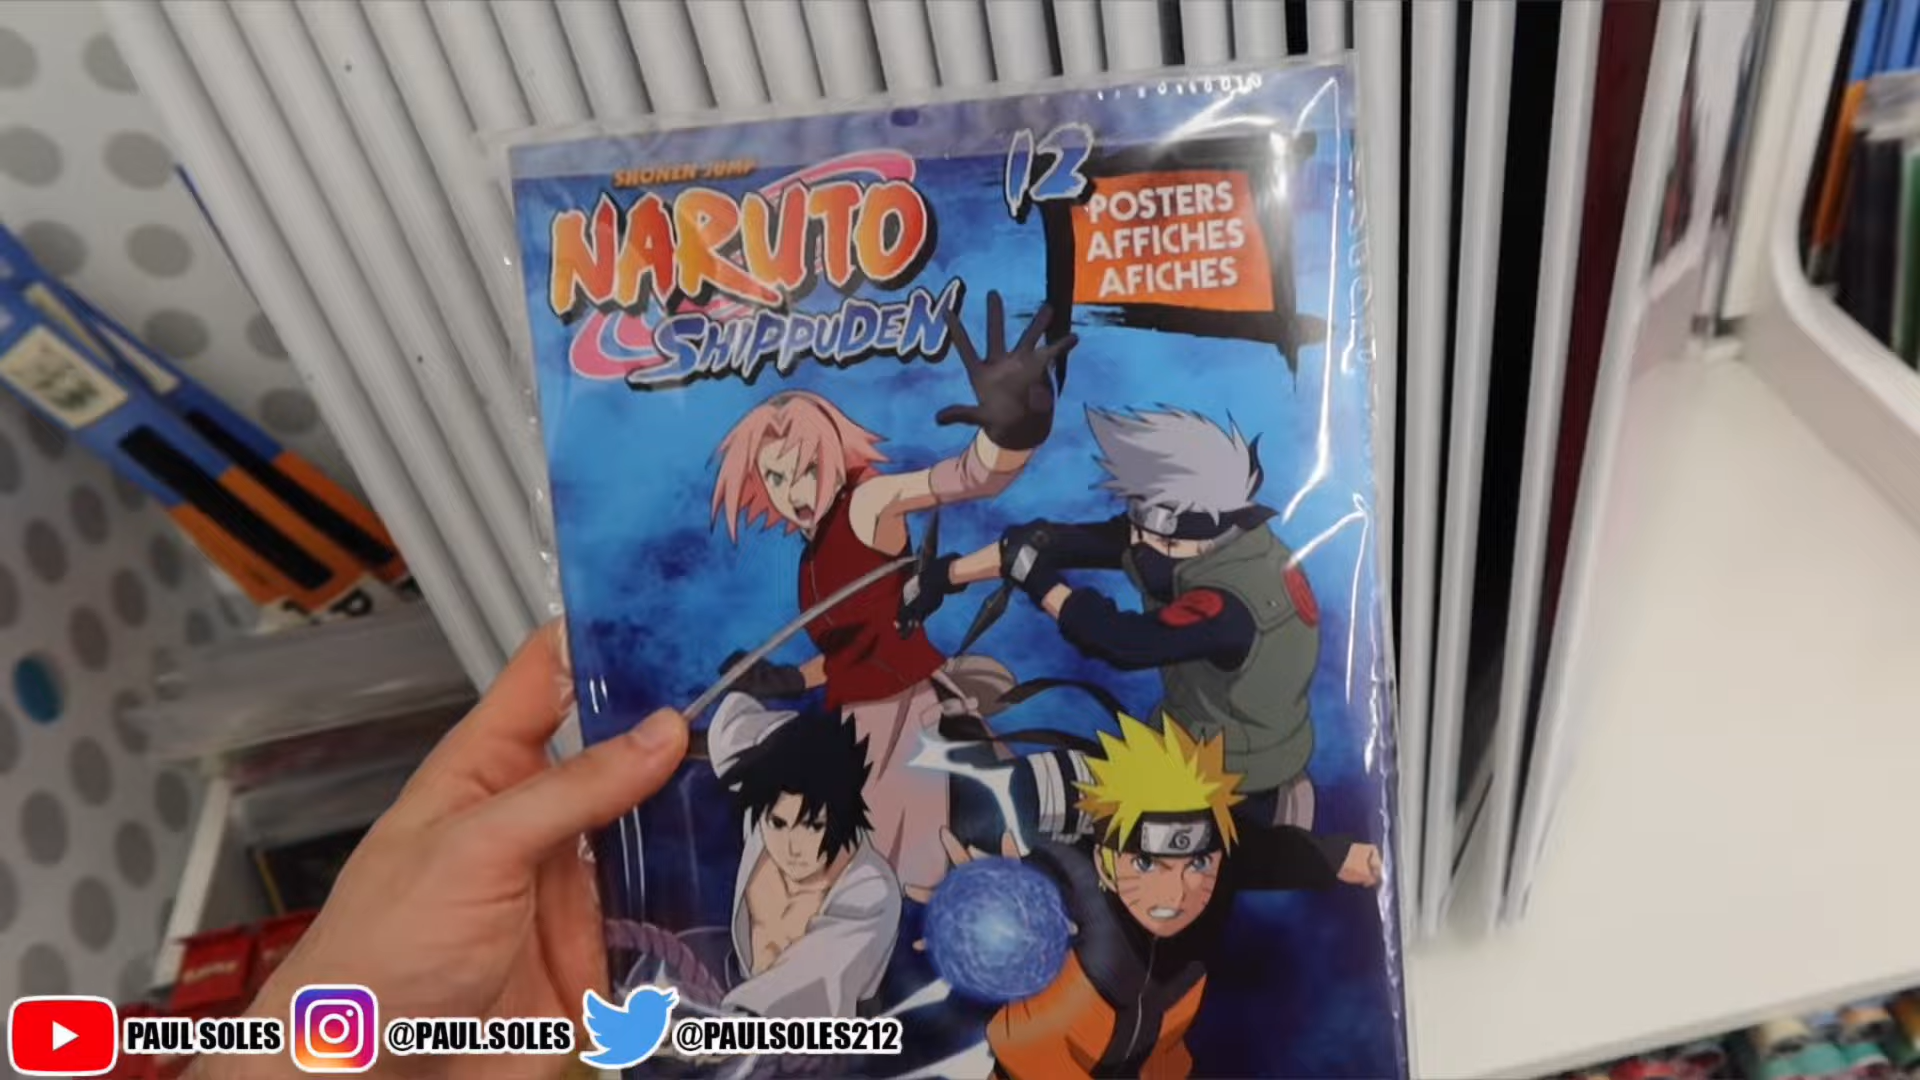 SHONEN JUMP
NARUTO
SHIPPUDEN
12
POSTERS
AFFICHES
AFICHES
PAUL SOLES
@PAUL.SOLES
@PAULSOLES212